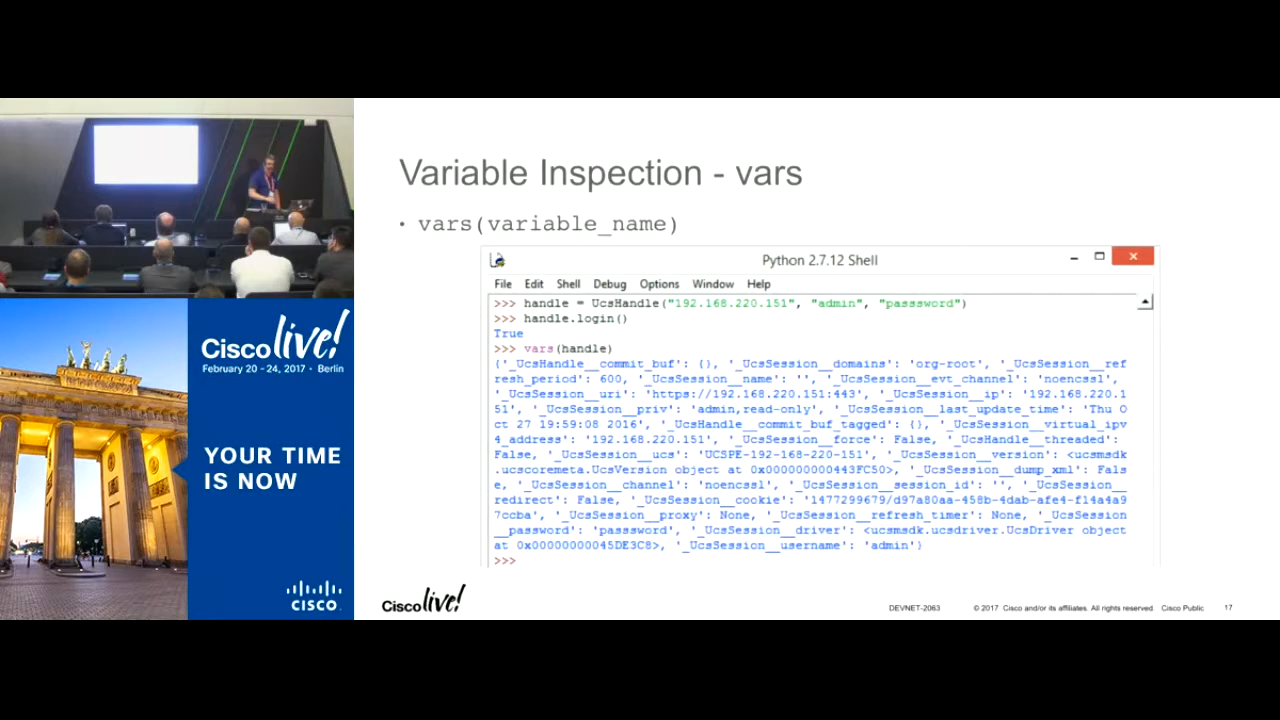 Variable Inspection - vars
• vars(variable_name)
Python 2.7.12 Shell
File Edit Shell Debug Options Window Help
>>> handle = UcsHandle("192.168.220.151", "admin", "passsword")
>>> handle.login()
True
>>> vars(handle)
{'_UcsHandle__commit_buf': {}, '_UcsSession__domains': 'org-root', '_UcsSession__ref
resh_period': 600, '_UcsSession__name': '', '_UcsSession__evt_channel': 'noencssl',
'_UcsSession__uri': 'https://192.168.220.151:443', '_UcsSession__ip': '192.168.220.1
51', '_UcsSession__priv': 'admin,read-only', '_UcsSession__last_update_time': 'Thu O
ct 27 19:59:08 2016', '_UcsHandle__commit_buf_tagged': {}, '_UcsSession__virtual_ipv
4_address': '192.168.220.151', '_UcsSession__force': False, '_UcsHandle__threaded':
False, '_UcsSession__ucs': 'UCSPE-192-168-220-151', '_UcsSession__version': <ucsmsdk
.ucscoremeta.UcsVersion object at 0x000000000443FC50>, '_UcsSession__dump_xml': Fals
e, '_UcsSession__channel': 'noencssl', '_UcsSession__session_id': '', '_UcsSession__
redirect': False, '_UcsSession__cookie': '1477299679/d97a80aa-458b-4dab-afe4-f14a4a9
7ccba', '_UcsSession__proxy': None, '_UcsSession__refresh_timer': None, '_UcsSession
__password': 'passsword', '_UcsSession__driver': <ucsmsdk.ucsdriver.UcsDriver object
at 0x00000000045DE3C8>, '_UcsSession__username': 'admin'}
>>>
Cisco live!
February 20 - 24, 2017 • Berlin
YOUR TIME
IS NOW
CISCO
Cisco live!
DEVNET-2063 © 2017 Cisco and/or its affiliates. All rights reserved. Cisco Public 17